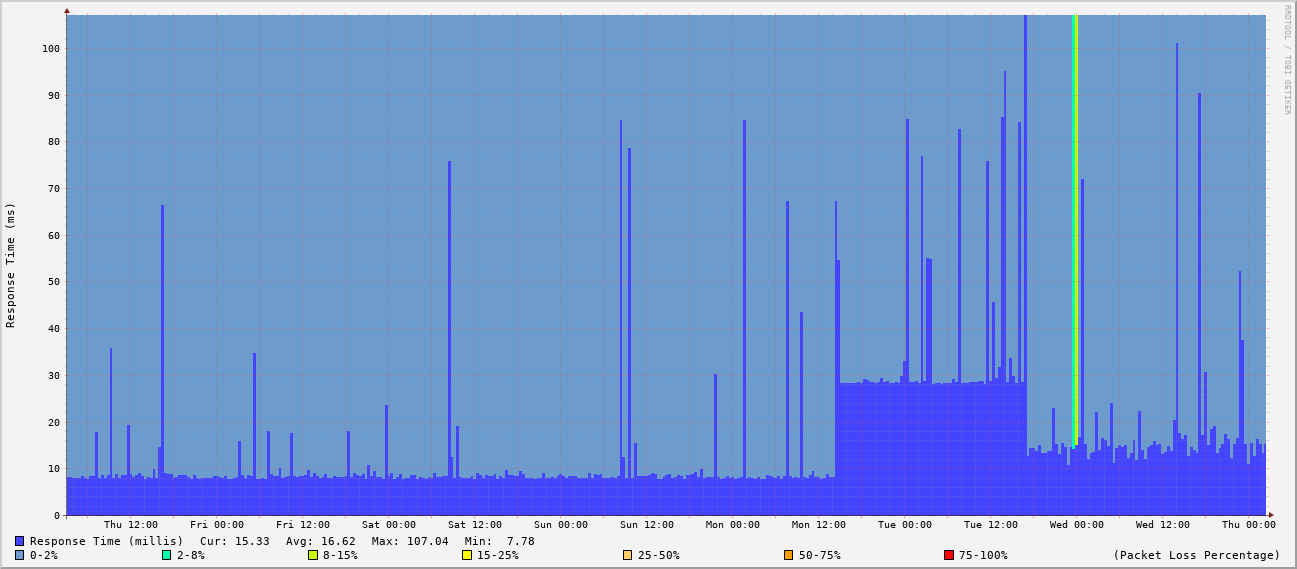 RRDTOOL / TOBI OETIKER
Response Time (ms)
100
90
80
70
60
50
40
30
20
10
0
Thu 12:00 Fri 00:00 Fri 12:00 Sat 00:00 Sat 12:00 Sun 00:00 Sun 12:00 Mon 00:00 Mon 12:00 Tue 00:00 Tue 12:00 Wed 00:00 Wed 12:00 Thu 00:00
Response Time (millis) Cur: 15.33 Avg: 16.62 Max: 107.04 Min: 7.78
0-2% 2-8% 8-15% 15-25% 25-50% 50-75% 75-100% (Packet Loss Percentage)